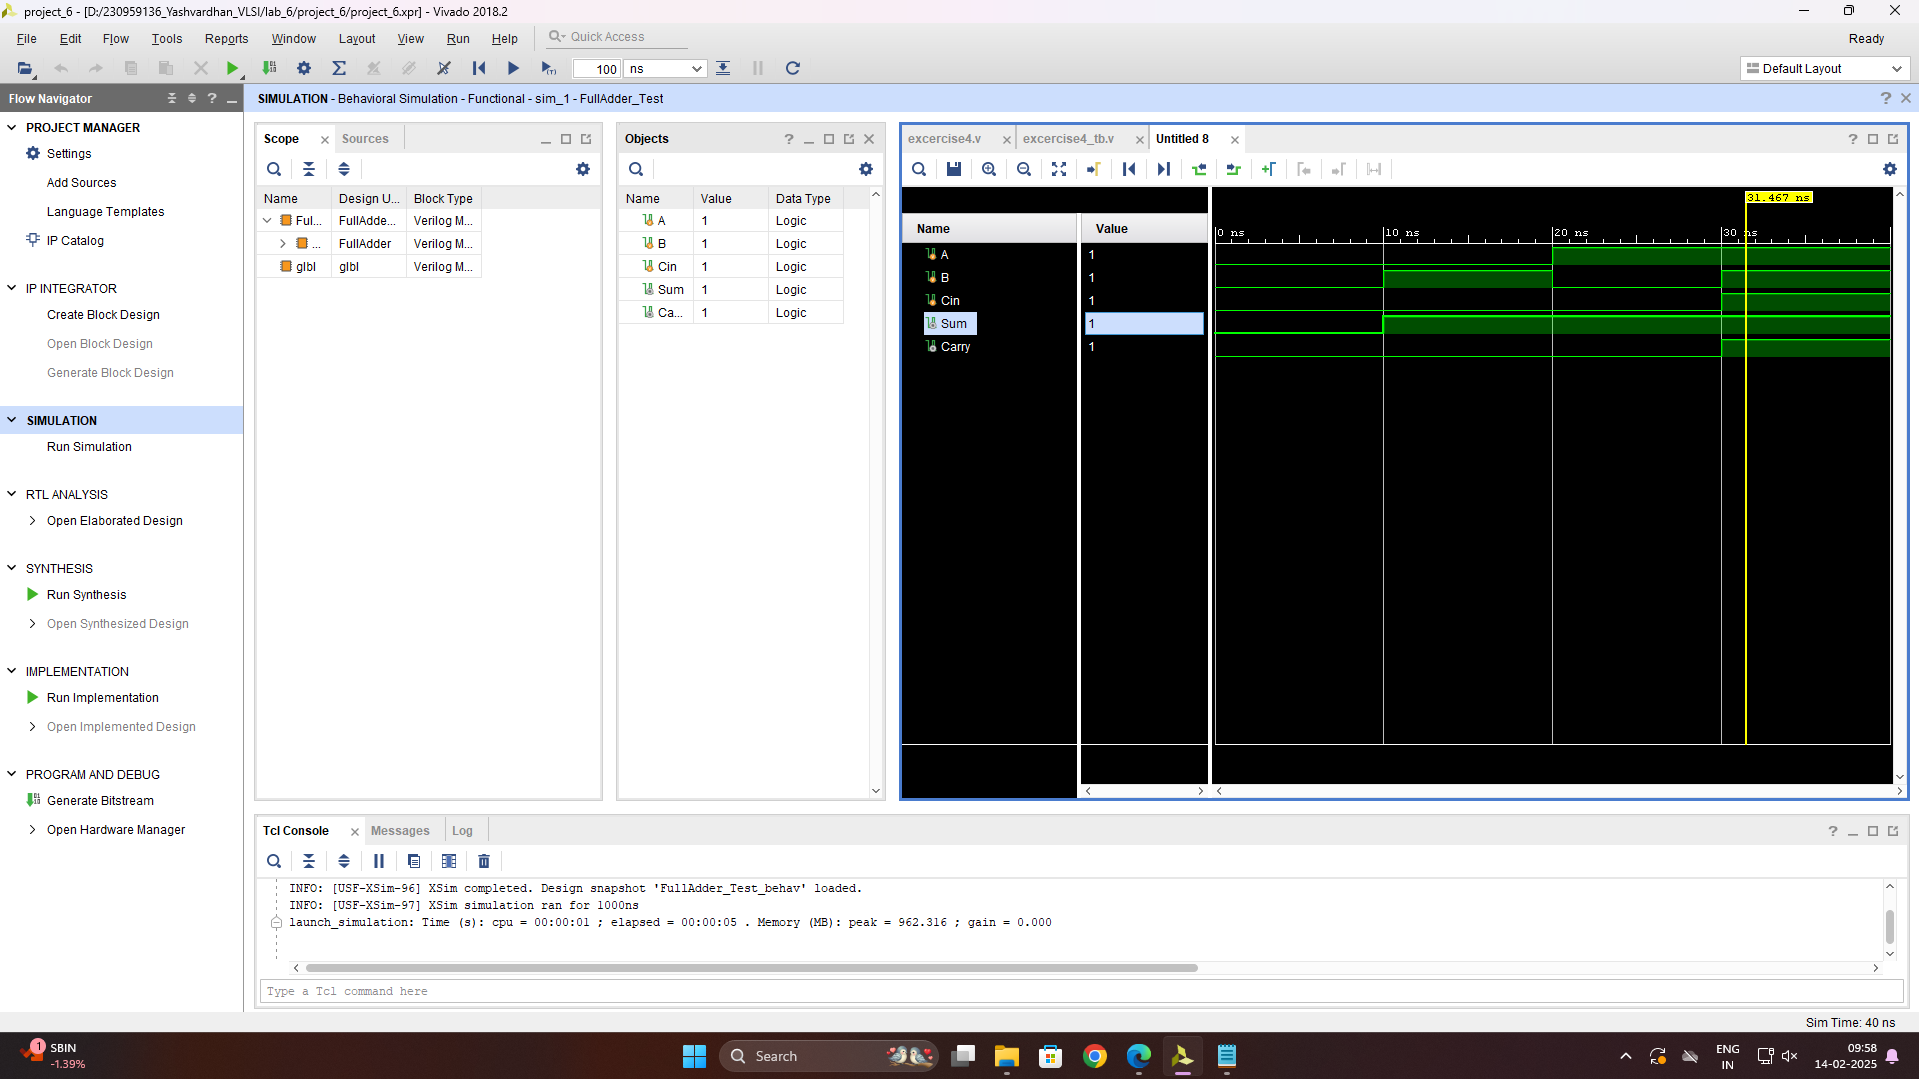 project_6 - [D:/230959136_Yashvardhan_VLSI/lab_6/project_6/project_6.xpr] - Vivado 2018.2
File Edit Flow Tools Reports Window Layout View Run Help Quick Access Ready
100 ns Default Layout
Flow Navigator
PROJECT MANAGER
Settings
Add Sources
Language Templates
IP Catalog
IP INTEGRATOR
Create Block Design
Open Block Design
Generate Block Design
SIMULATION
Run Simulation
RTL ANALYSIS
Open Elaborated Design
SYNTHESIS
Run Synthesis
Open Synthesized Design
IMPLEMENTATION
Run Implementation
Open Implemented Design
PROGRAM AND DEBUG
Generate Bitstream
Open Hardware Manager
SIMULATION - Behavioral Simulation - Functional - sim_1 - FullAdder_Test
Scope Sources
Name Design U... Block Type
Ful... FullAdde... Verilog M...
... FullAdder Verilog M...
glbl glbl Verilog M...
Objects
Name Value Data Type
A 1 Logic
B 1 Logic
Cin 1 Logic
Sum 1 Logic
Ca... 1 Logic
excercise4.v excercise4_tb.v Untitled 8
31.467 ns
Name Value
0 ns 10 ns 20 ns 30 ns
A 1
B 1
Cin 1
Sum 1
Carry 1
Tcl Console Messages Log
INFO: [USF-XSim-96] XSim completed. Design snapshot 'FullAdder_Test_behav' loaded.
INFO: [USF-XSim-97] XSim simulation ran for 1000ns
launch_simulation: Time (s): cpu = 00:00:01 ; elapsed = 00:00:05 . Memory (MB): peak = 962.316 ; gain = 0.000
Type a Tcl command here
Sim Time: 40 ns
1
SBIN
-1.39%
Search
ENG
IN
09:58
14-02-2025